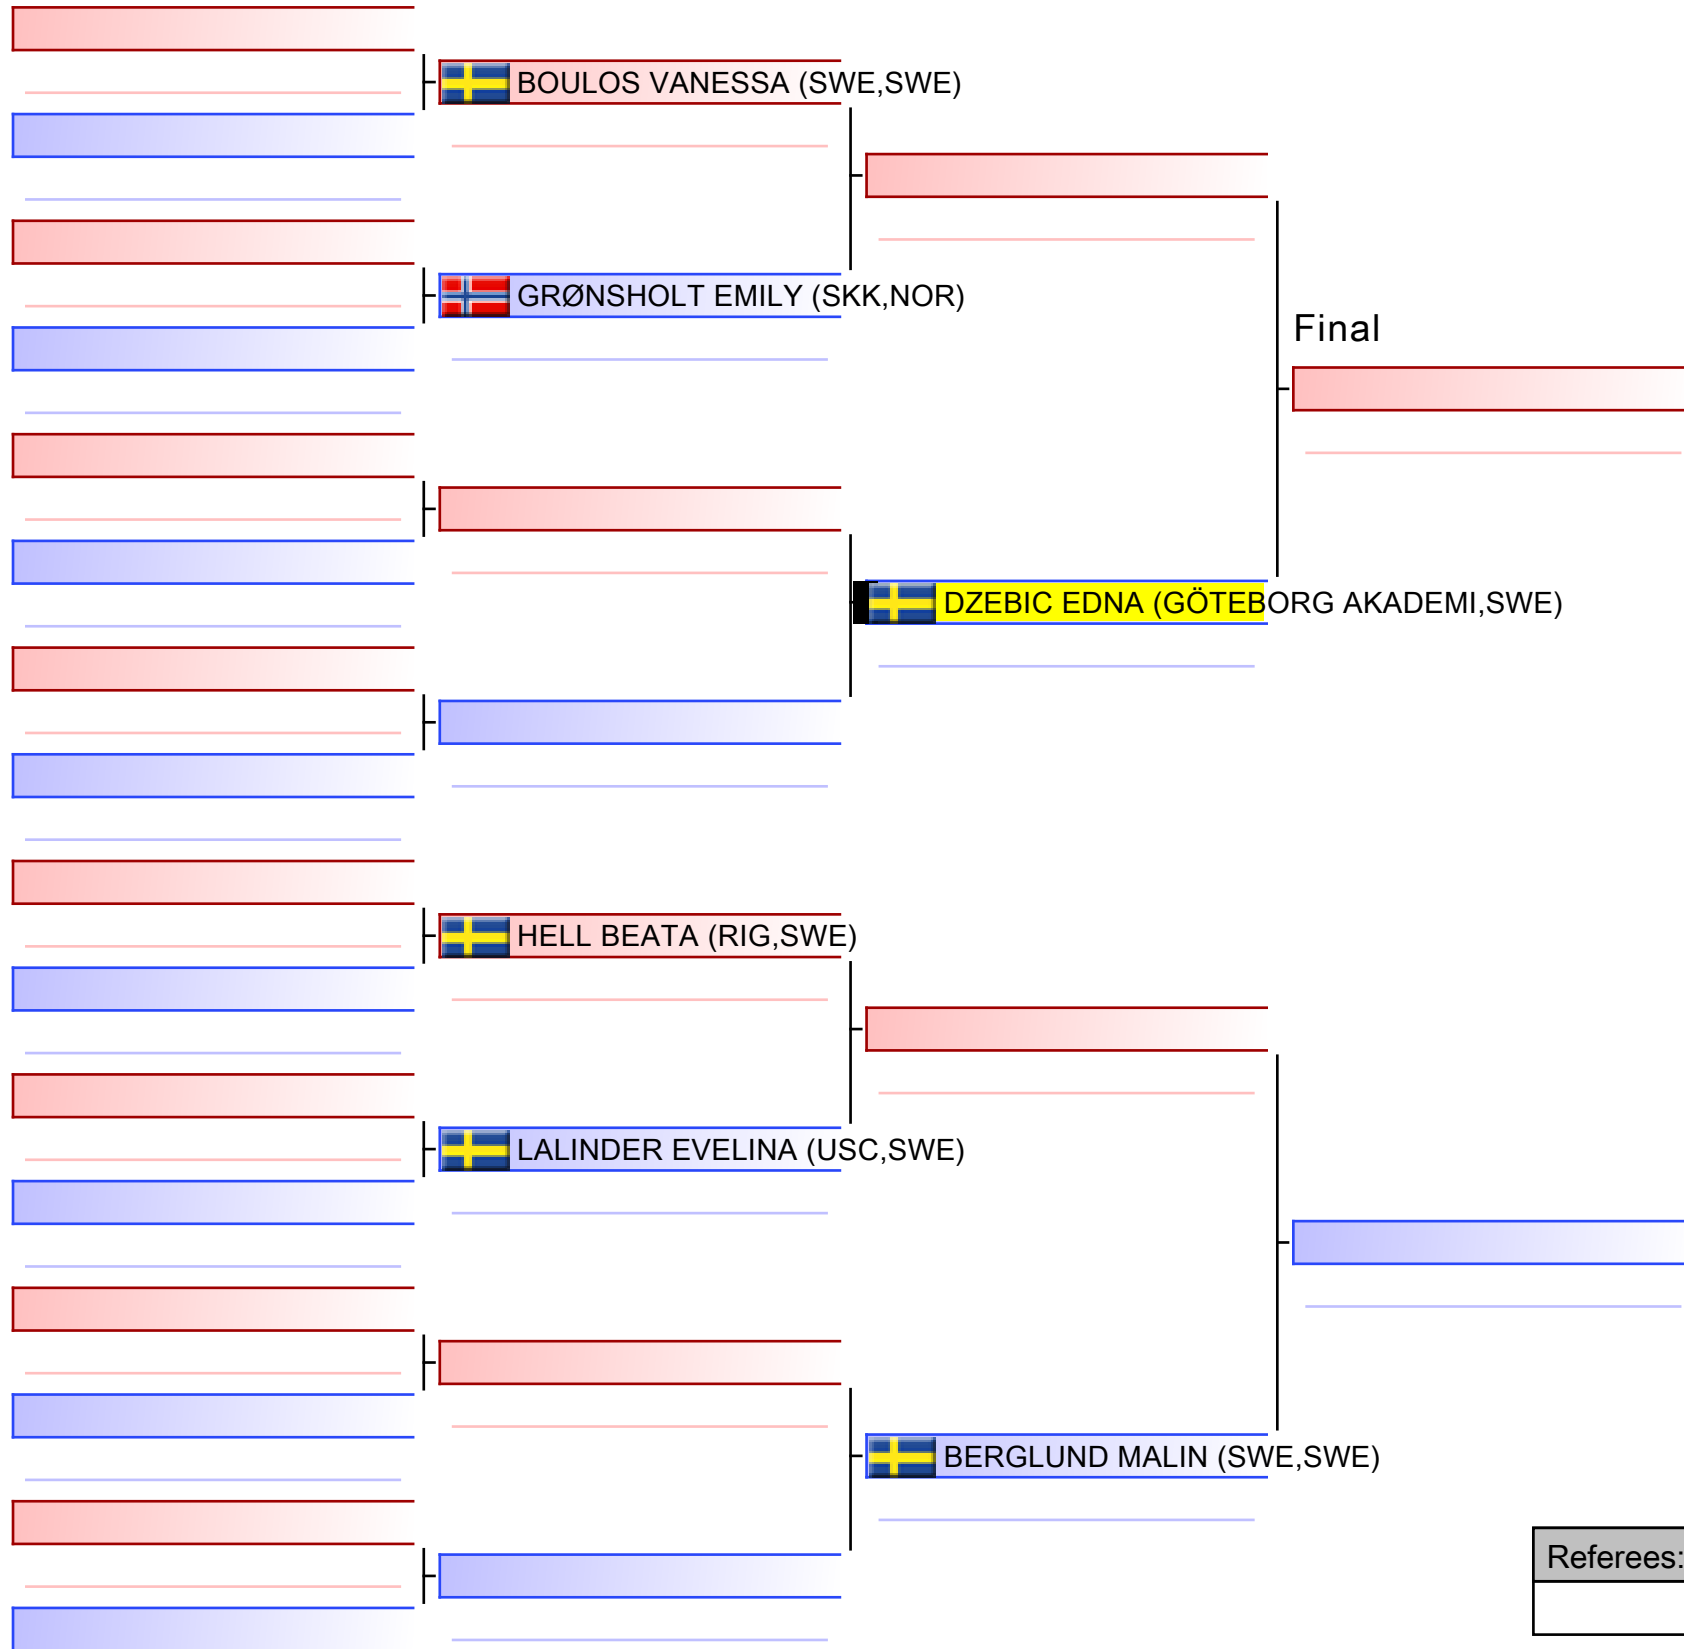 BOULOS VANESSA (SWE,SWE)
GRØNSHOLT EMILY (SKK,NOR)
Final
DZEBIC EDNA (GÖTEBORG AKADEMI,SWE)
HELL BEATA (RIG,SWE)
LALINDER EVELINA (USC,SWE)
BERGLUND MALIN (SWE,SWE)
Referees: